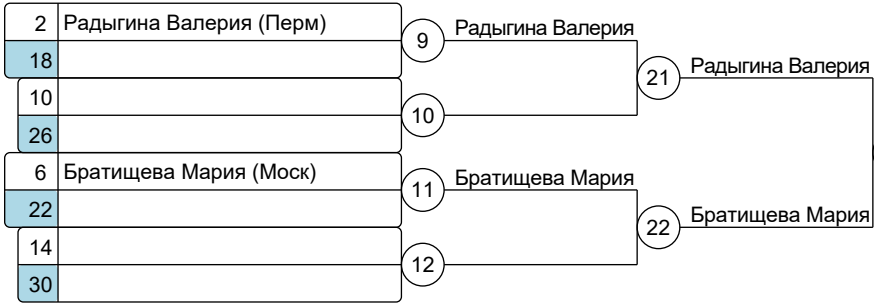 2 Радыгина Валерия (Перм)
9 Радыгина Валерия
18
21 Радыгина Валерия
10
10
26
6 Братищева Мария (Моск)
11 Братищева Мария
22
22 Братищева Мария
14
12
30